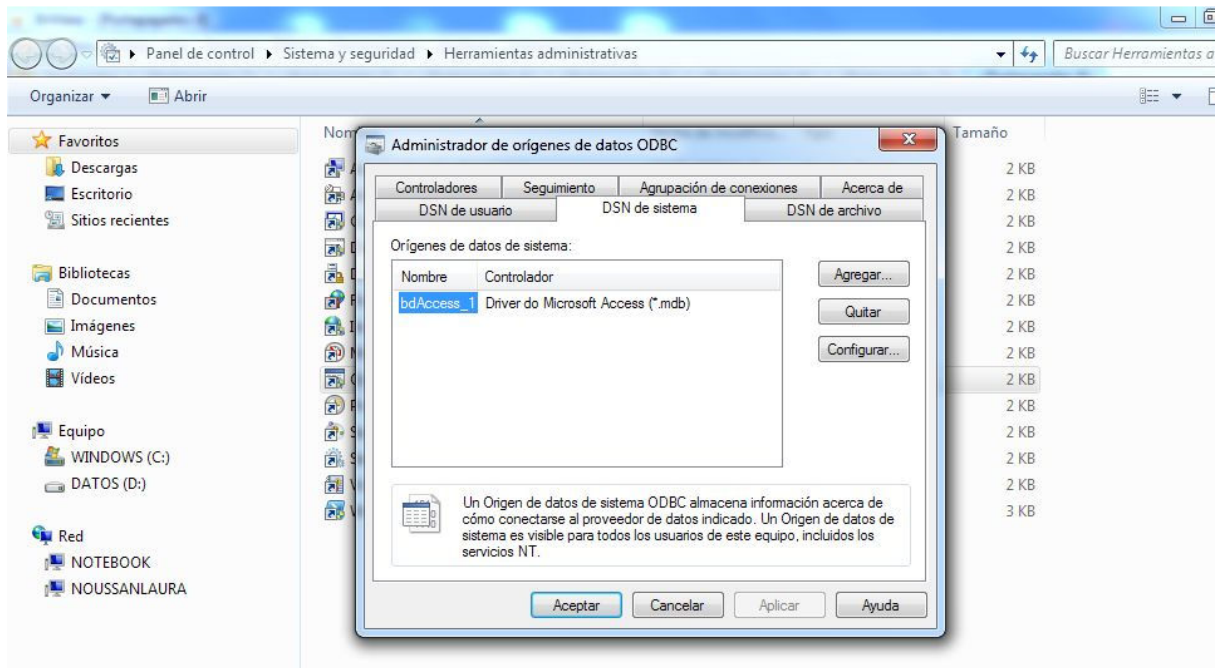 Panel de control ▸ Sistema y seguridad ▸ Herramientas administrativas
Buscar Herramientas a
Organizar
Abrir
Favoritos
Descargas
Escritorio
Sitios recientes
Bibliotecas
Documentos
Imágenes
Música
Vídeos
Equipo
WINDOWS (C:)
DATOS (D:)
Red
NOTEBOOK
NOUSSANLAURA
Nom
Tamaño
2 KB
2 KB
2 KB
2 KB
2 KB
2 KB
2 KB
2 KB
2 KB
2 KB
2 KB
2 KB
2 KB
3 KB
Administrador de orígenes de datos ODBC
Controladores Seguimiento Agrupación de conexiones Acerca de
DSN de usuario DSN de sistema DSN de archivo
Orígenes de datos de sistema:
Nombre Controlador
bdAccess_1 Driver do Microsoft Access (*.mdb)
Agregar...
Quitar
Configurar...
Un Origen de datos de sistema ODBC almacena información acerca de
cómo conectarse al proveedor de datos indicado. Un Origen de datos de
sistema es visible para todos los usuarios de este equipo, incluidos los
servicios NT.
Aceptar Cancelar Aplicar Ayuda